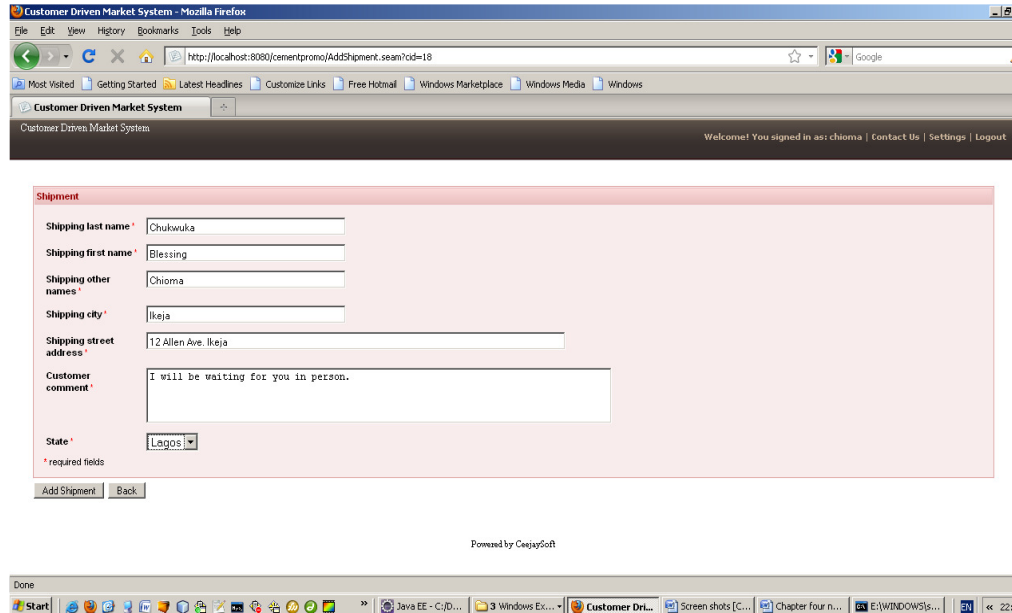 Customer Driven Market System - Mozilla Firefox
File Edit View History Bookmarks Tools Help
http://localhost:8080/cementpromo/AddShipment.seam?cid=18
Google
Most Visited Getting Started Latest Headlines Customize Links Free Hotmail Windows Marketplace Windows Media Windows
Customer Driven Market System
Customer Driven Market System
Welcome! You signed in as: chioma | Contact Us | Settings | Logout
Shipment
Shipping last name * Chukwuka
Shipping first name * Blessing
Shipping other names * Chioma
Shipping city * Ikeja
Shipping street address * 12 Allen Ave. Ikeja
Customer comment * I will be waiting for you in person.
State * Lagos
* required fields
Add Shipment Back
Powered by CeejaySoft
Done
Start » Java EE - C:/D... 3 Windows Ex... Customer Dri... Screen shots [C... Chapter four n... E:\WINDOWS\s... EN « 22: